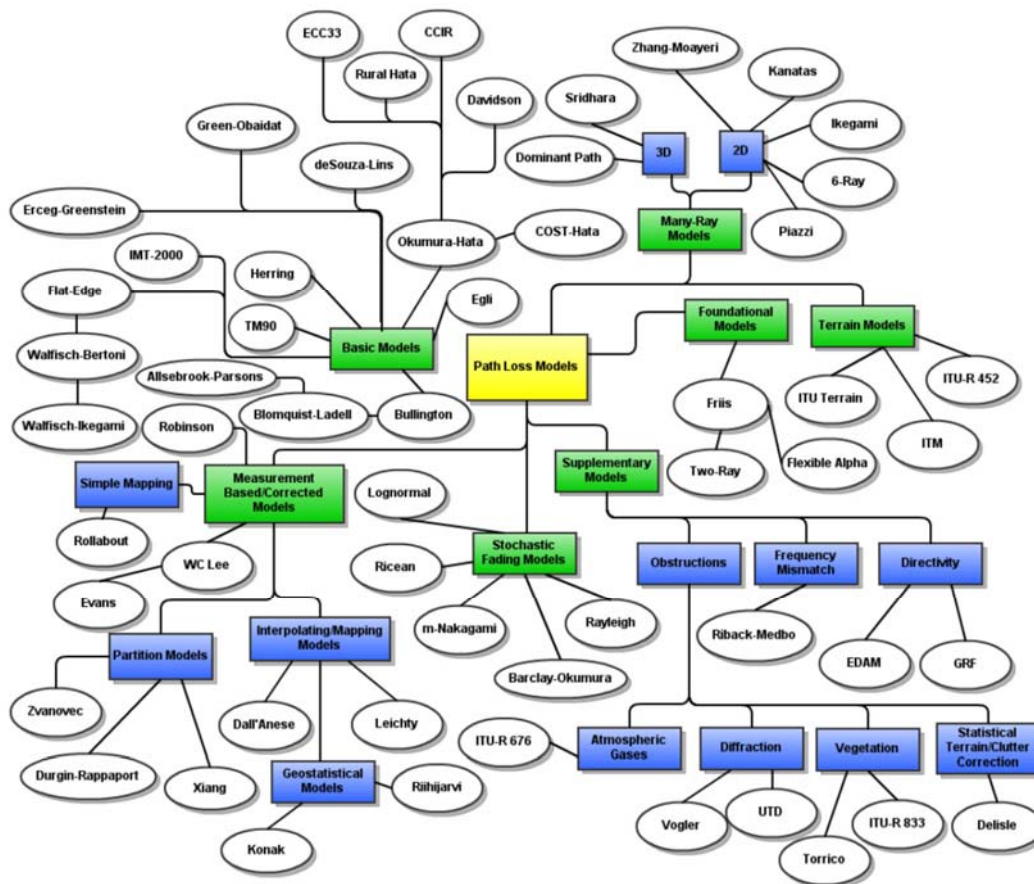 ECC33
CCIR
Zhang-Moayeri
Rural Hata
Kanatas
Davidson
Sridhara
Green-Obaidat
Ikegami
3D
2D
deSouza-Lins
Dominant Path
6-Ray
Erceg-Greenstein
Many-Ray
Models
Piazzi
Okumura-Hata
COST-Hata
IMT-2000
Herring
Flat-Edge
Egli
Foundational
Models
Terrain Models
TM90
Basic Models
Path Loss Models
Walfisch-Bertoni
Allsebrook-Parsons
ITU-R 452
ITU Terrain
Friis
Blomquist-Ladell
Bullington
Walfisch-Ikegami
Robinson
ITM
Two-Ray
Flexible Alpha
Supplementary
Models
Simple Mapping
Measurement
Based/Corrected
Models
Lognormal
Rollabout
Stochastic
Fading Models
Obstructions
Frequency
Mismatch
Directivity
WC Lee
Ricean
Evans
m-Nakagami
Rayleigh
Riback-Medbo
Interpolating/Mapping
Models
Partition Models
EDAM
GRF
Barclay-Okumura
Zvanovec
Dall'Anese
Leichty
ITU-R 676
Atmospheric
Gases
Diffraction
Vegetation
Statistical
Terrain/Clutter
Correction
Durgin-Rappaport
Xiang
Geostatistical
Models
Riihijarvi
Vogler
UTD
ITU-R 833
Delisle
Konak
Torrico